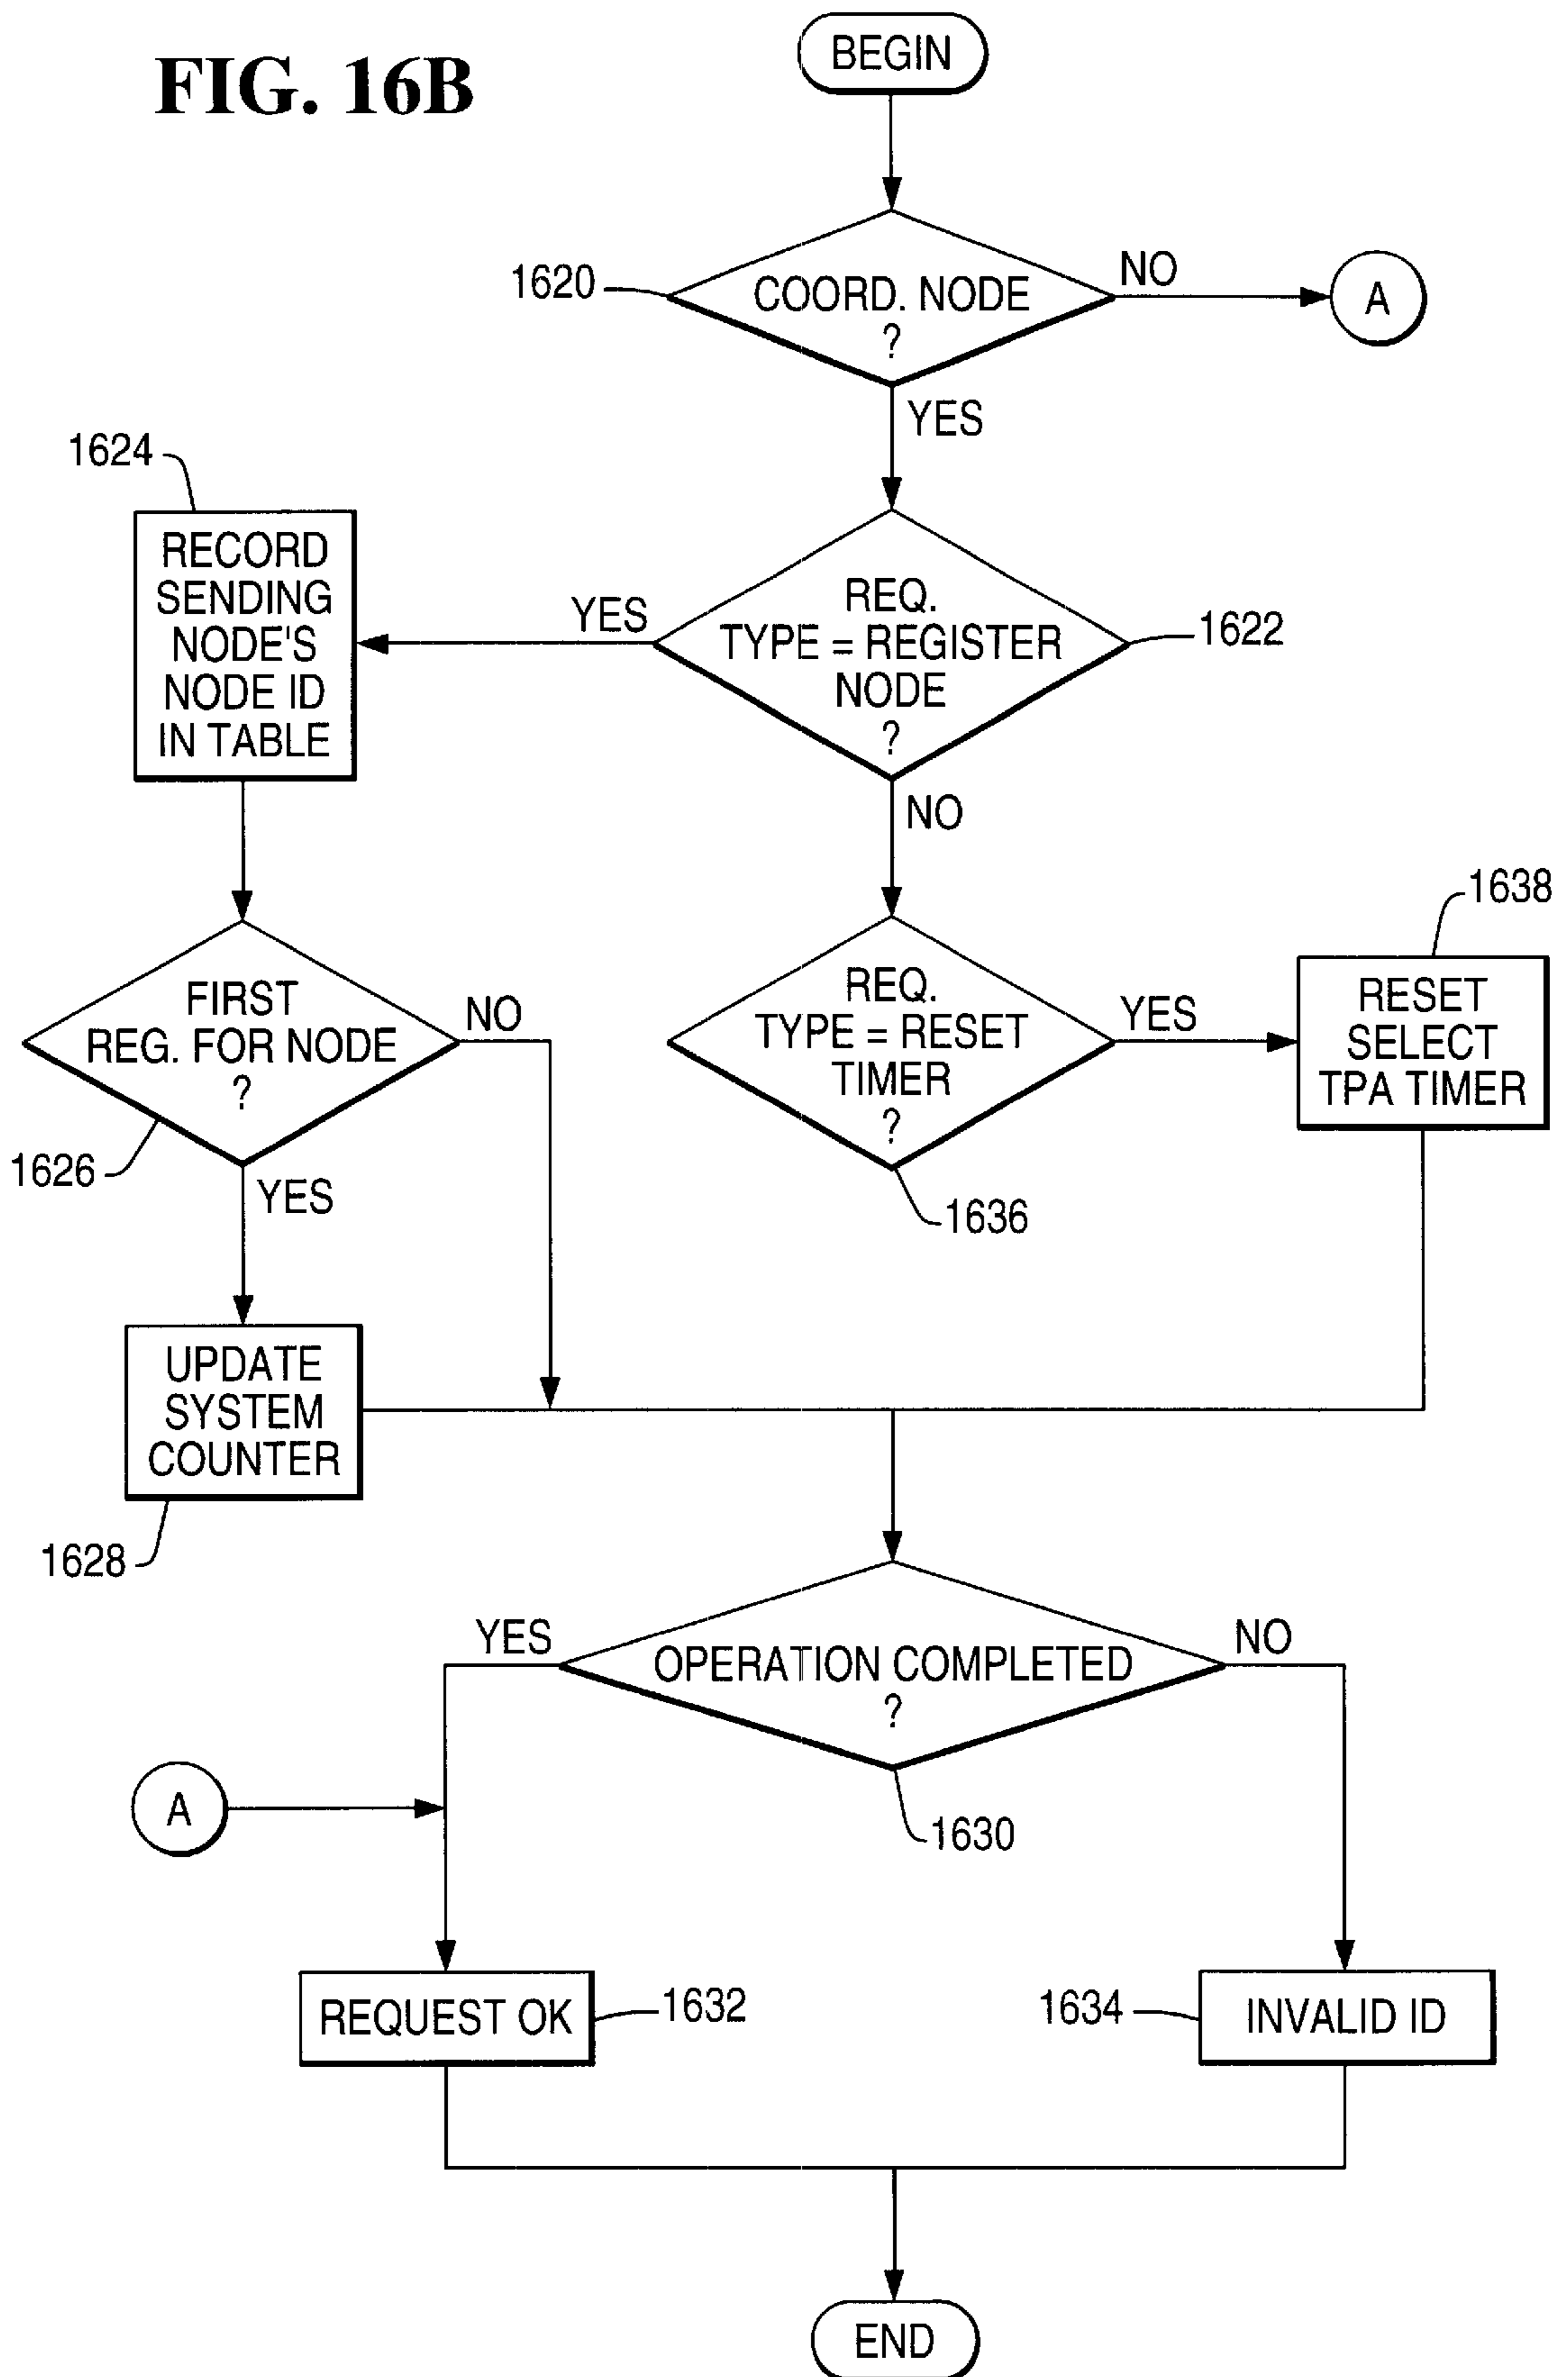 FIG. 16B
BEGIN
1620
COORD. NODE
?
NO
A
YES
1624
RECORD
SENDING
NODE'S
NODE ID
IN TABLE
YES
REQ.
TYPE = REGISTER
NODE
?
1622
NO
1638
FIRST
REG. FOR NODE
?
NO
1626
YES
REQ.
TYPE = RESET
TIMER
?
YES
1636
RESET
SELECT
TPA TIMER
UPDATE
SYSTEM
COUNTER
1628
YES
OPERATION COMPLETED
?
NO
1630
A
REQUEST OK
1632
1634
INVALID ID
END